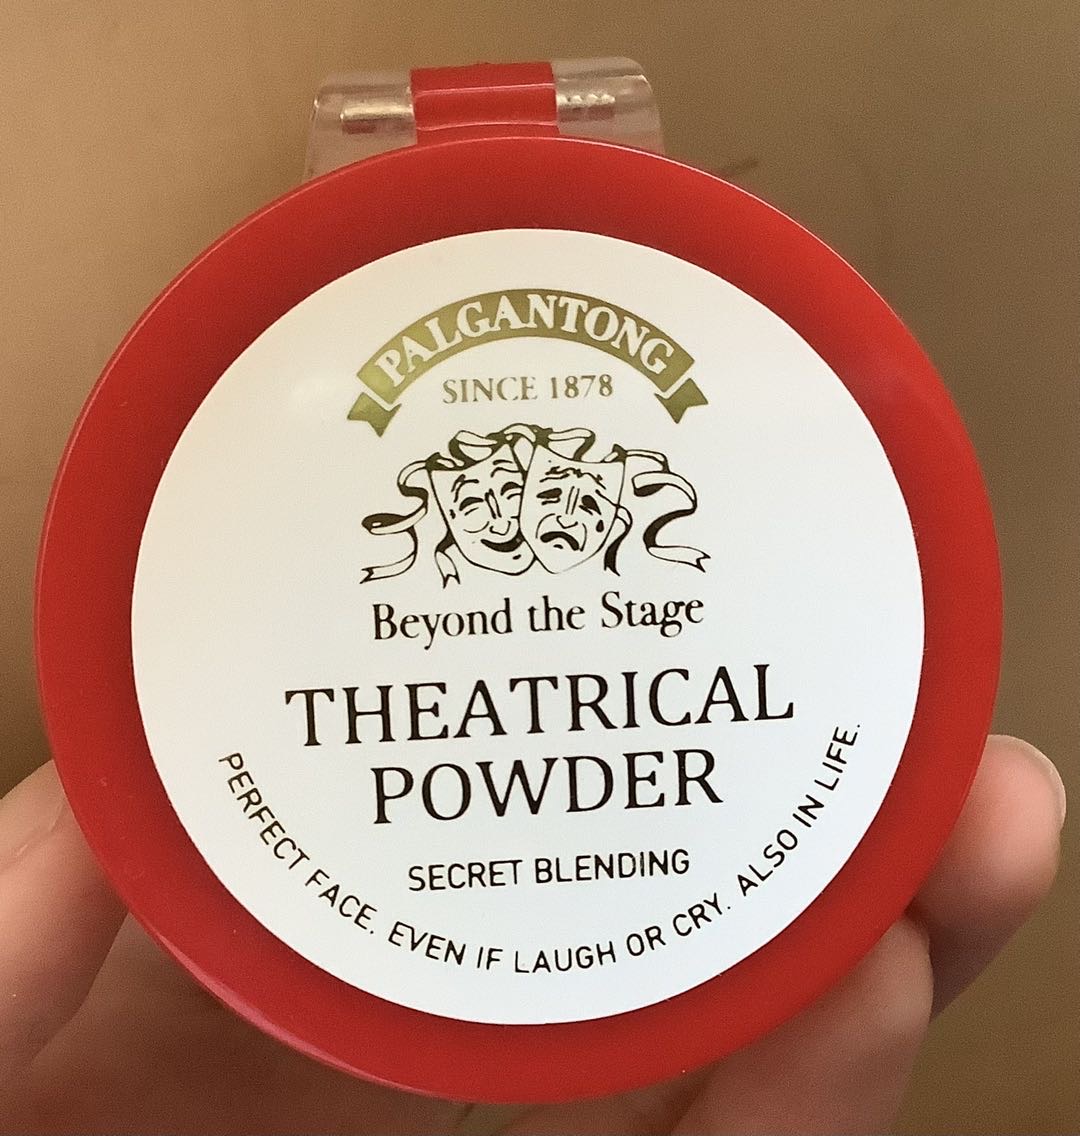 PALGANTONG
SINCE 1878
Beyond the Stage
THEATRICAL
POWDER
SECRET BLENDING
PERFECT FACE. EVEN IF LAUGH OR CRY. ALSO IN LIFE.